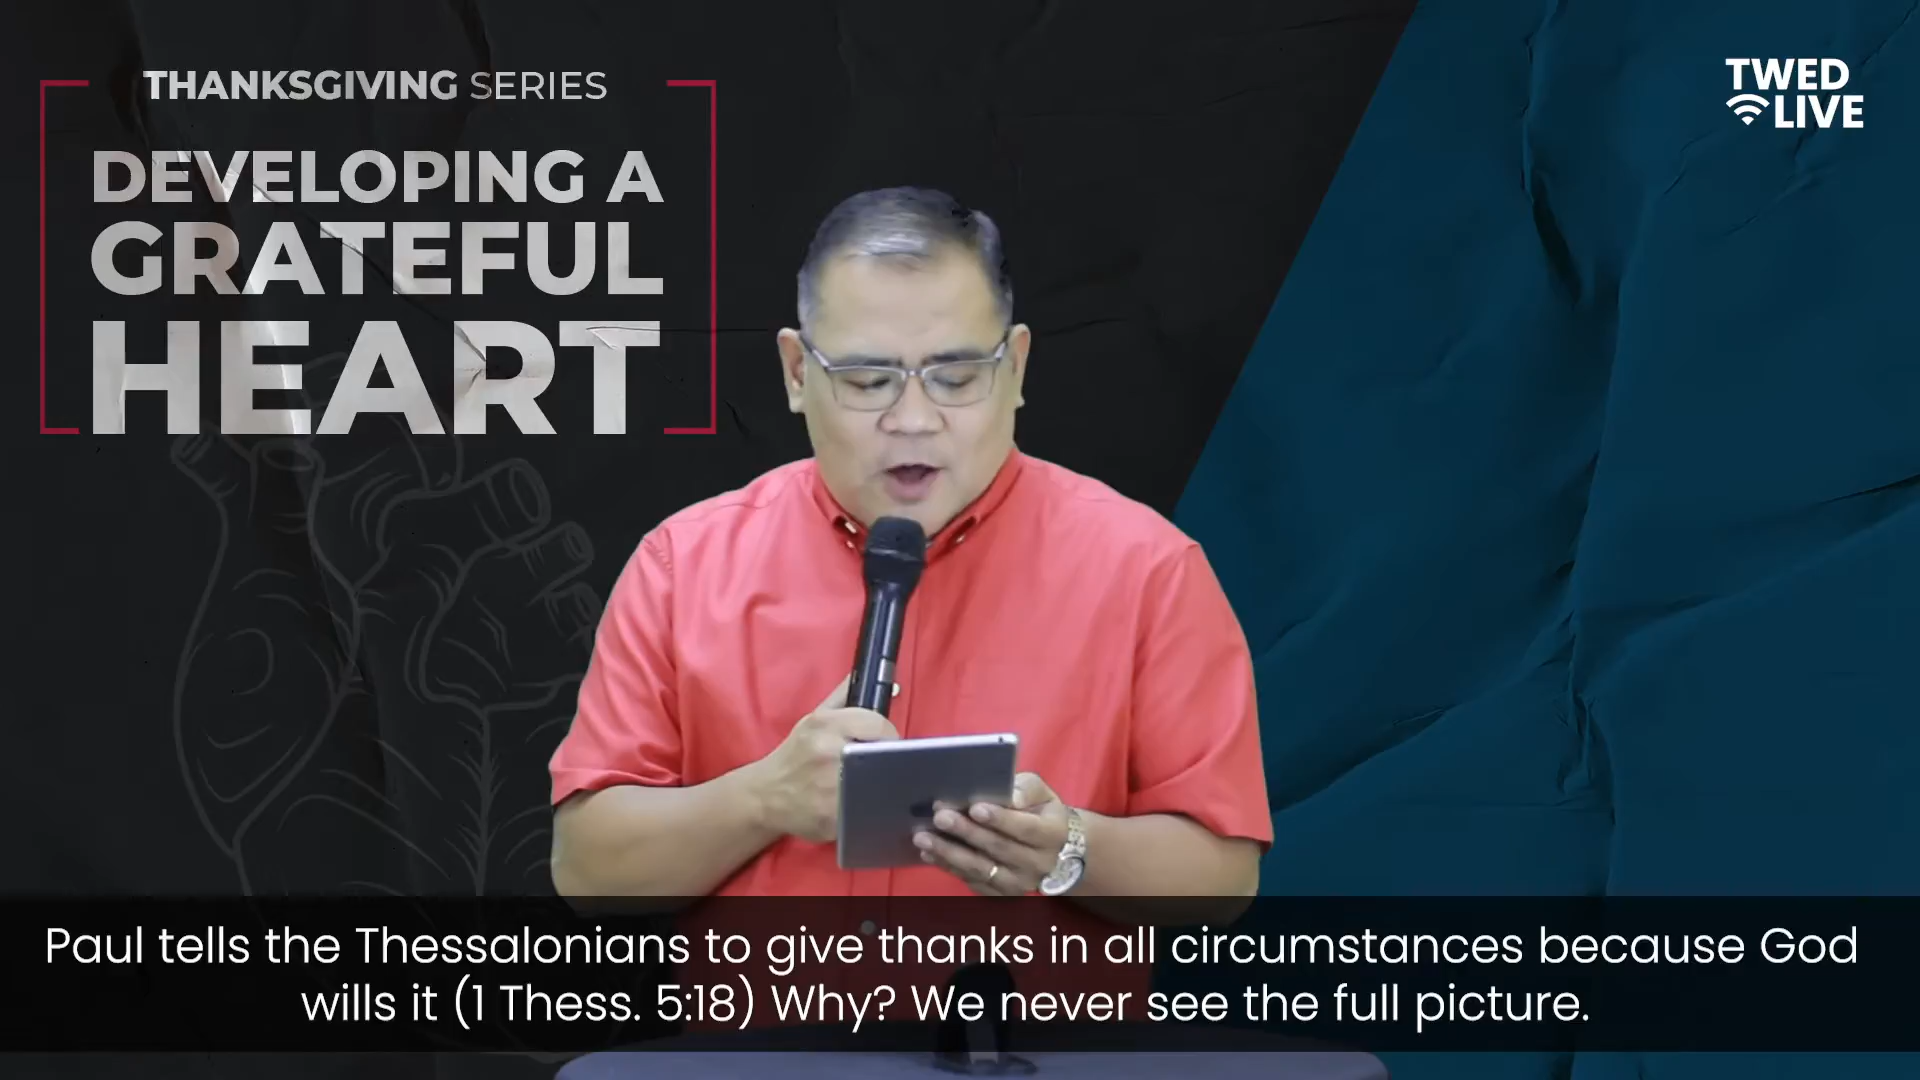 THANKSGIVING SERIES
DEVELOPING A
GRATEFUL
HEART
TWED
LIVE
Paul tells the Thessalonians to give thanks in all circumstances because God
wills it (1 Thess. 5:18) Why? We never see the full picture.